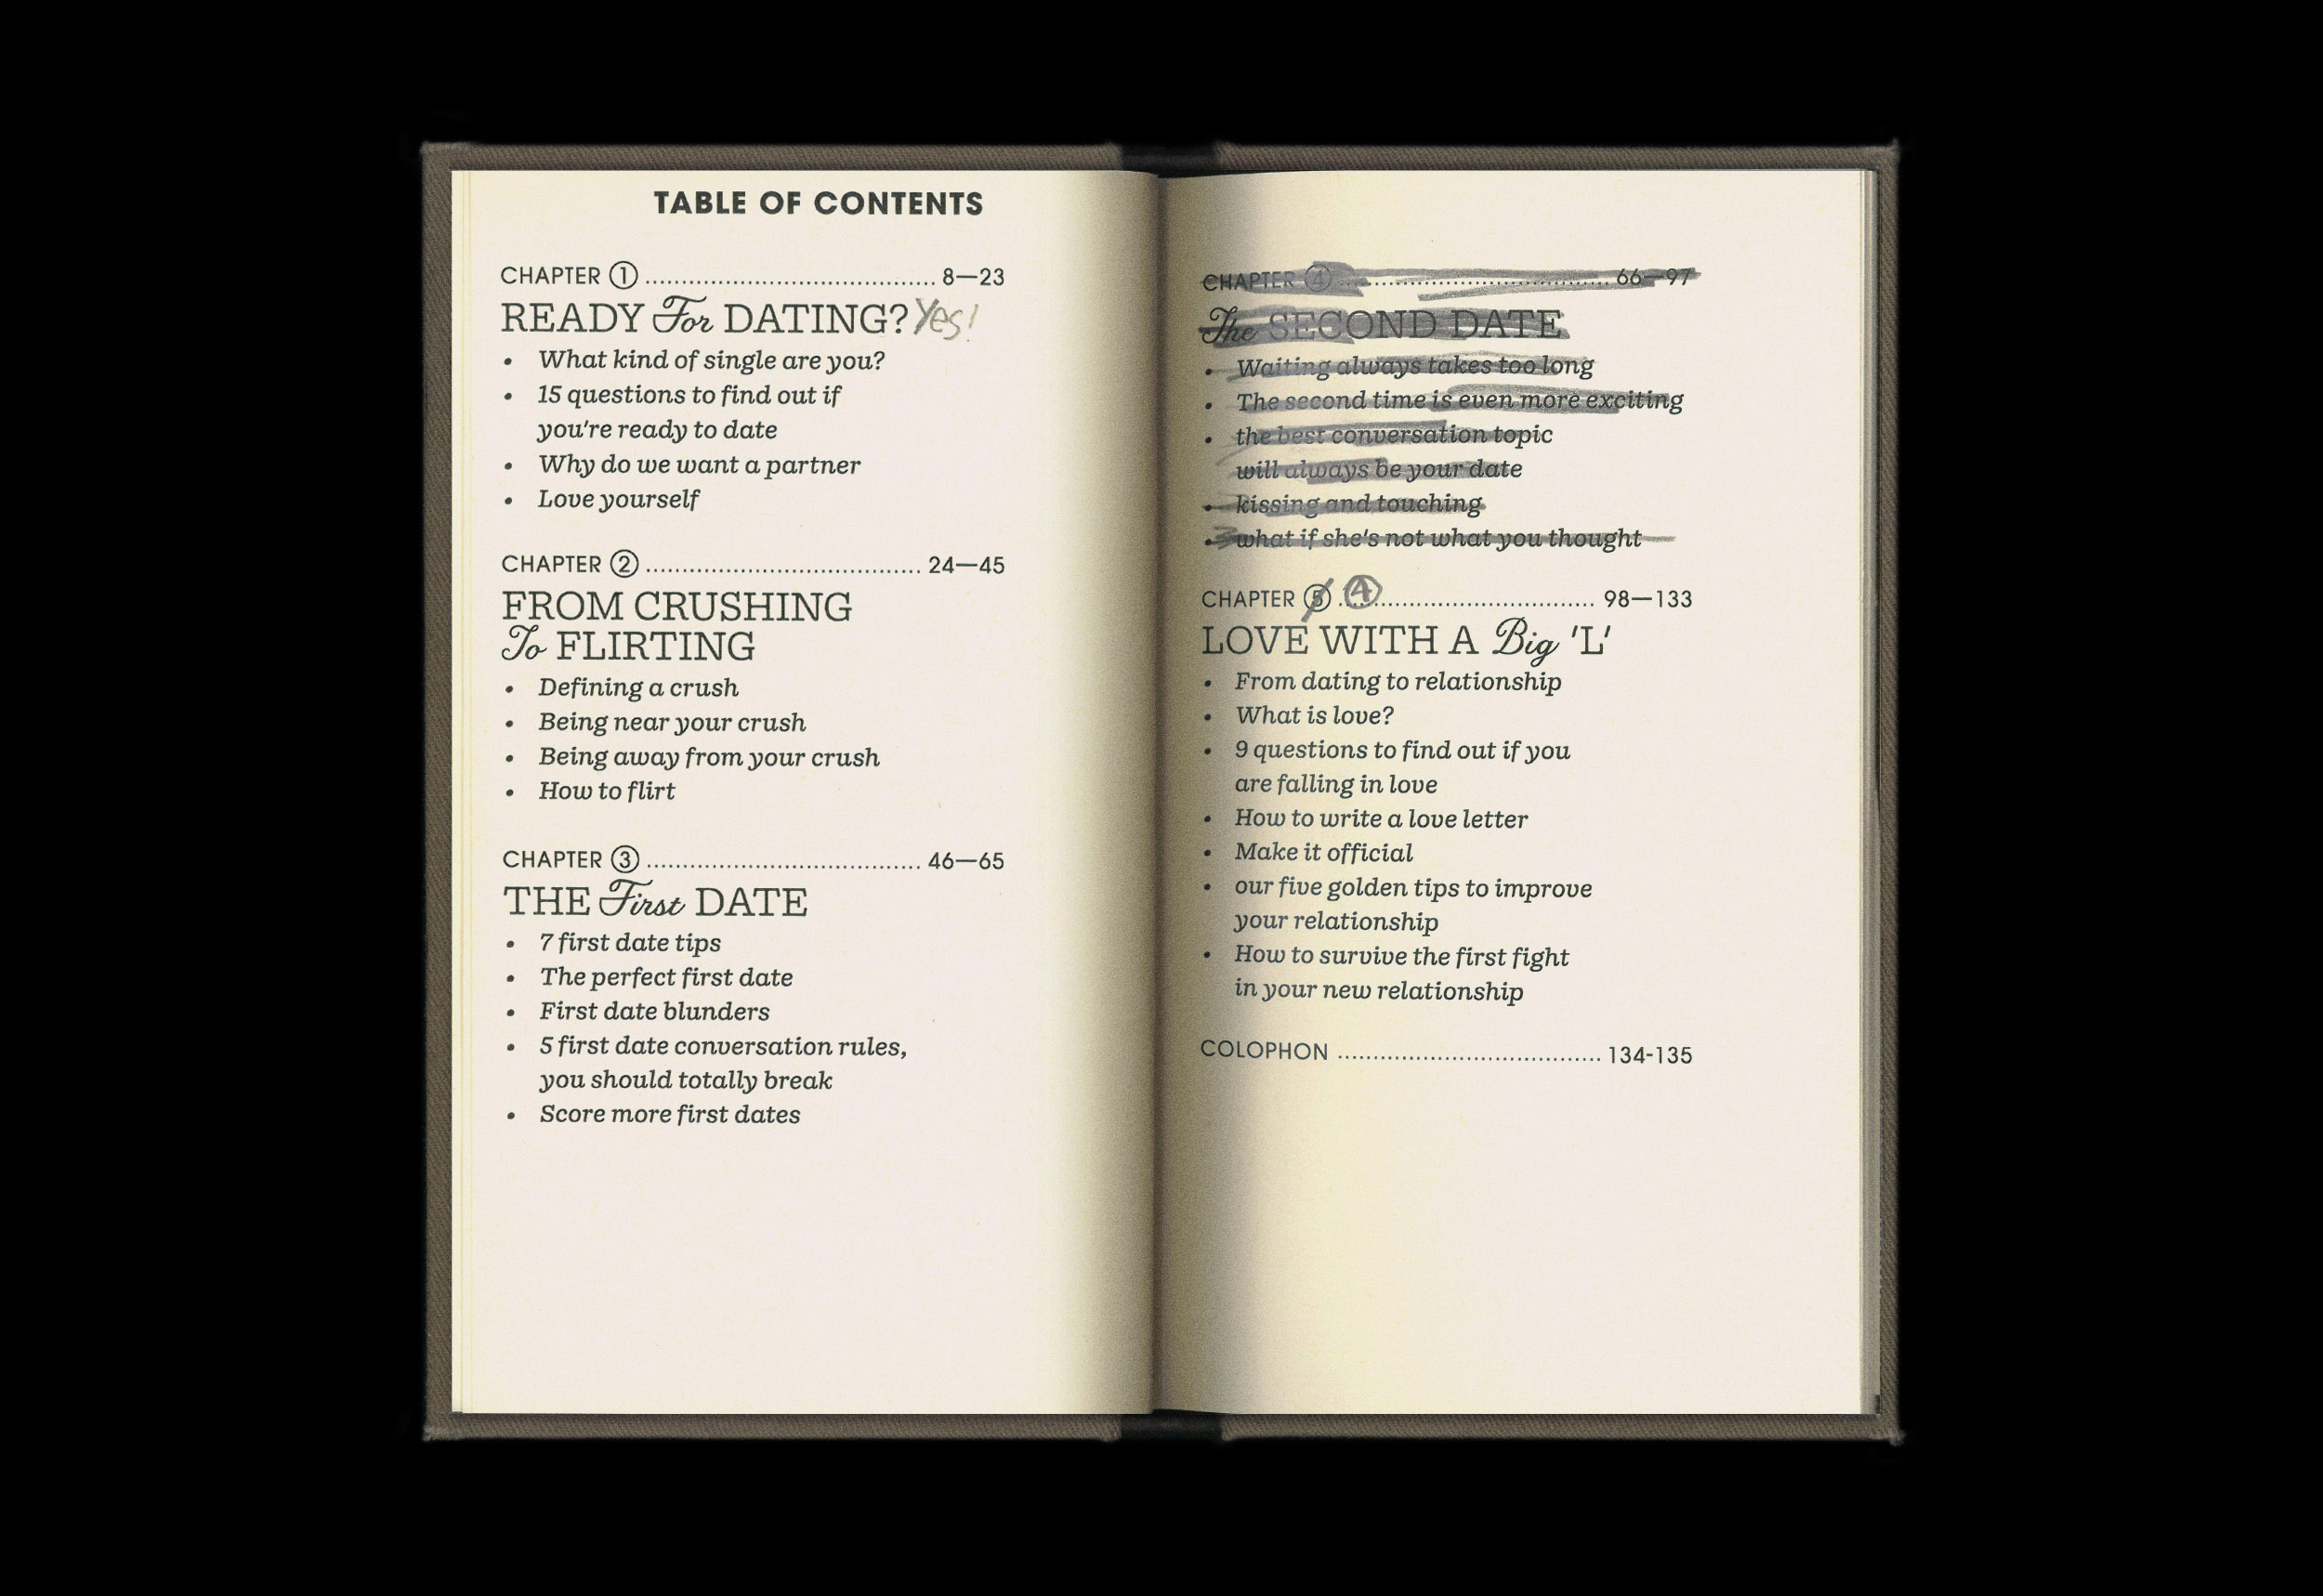 TABLE OF CONTENTS
CHAPTER 1 ........................................ 8—23
READY For DATING? Yes!
• What kind of single are you?
• 15 questions to find out if
you're ready to date
• Why do we want a partner
• Love yourself
CHAPTER 2 ...................................... 24—45
FROM CRUSHING
To FLIRTING
• Defining a crush
• Being near your crush
• Being away from your crush
• How to flirt
CHAPTER 3 ...................................... 46—65
THE First DATE
• 7 first date tips
• The perfect first date
• First date blunders
• 5 first date conversation rules,
you should totally break
• Score more first dates
CHAPTER 4 ...................................... 66—97
The SECOND DATE
• Waiting always takes too long
• The second time is even more exciting
• the best conversation topic
will always be your date
• kissing and touching
• what if she's not what you thought
CHAPTER 5 4 ................................... 98—133
LOVE WITH A Big 'L'
• From dating to relationship
• What is love?
• 9 questions to find out if you
are falling in love
• How to write a love letter
• Make it official
• our five golden tips to improve
your relationship
• How to survive the first fight
in your new relationship
COLOPHON ..................................... 134-135